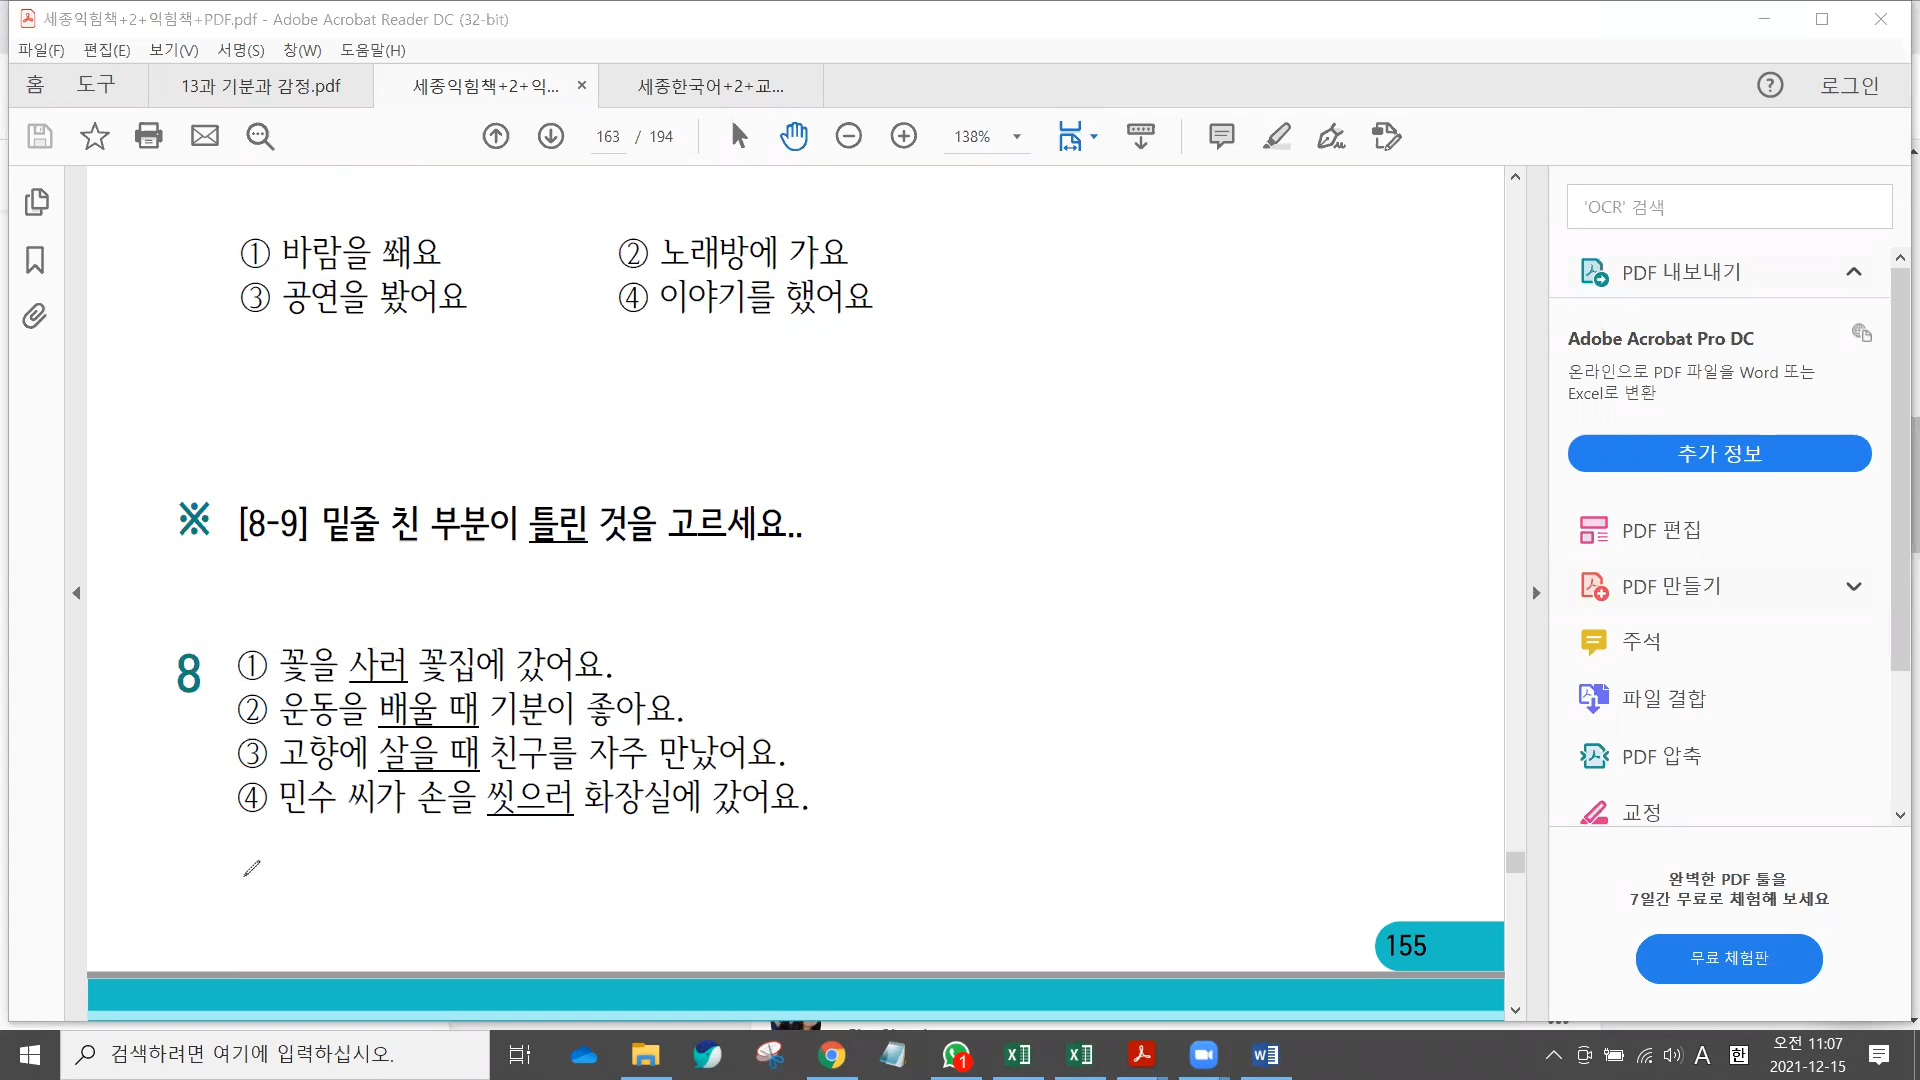 세종익힘책+2+익힘책+PDF.pdf - Adobe Acrobat Reader DC (32-bit)
파일(F) 편집(E) 보기(V) 서명(S) 창(W) 도움말(H)
홈 도구 13과 기분과 감정.pdf 세종익힘책+2+익... × 세종한국어+2+교... 로그인
163 / 194 138%
'OCR' 검색
① 바람을 쐐요 ② 노래방에 가요
③ 공연을 봤어요 ④ 이야기를 했어요
※ [8-9] 밑줄 친 부분이 틀린 것을 고르세요..
8 ① 꽃을 사러 꽃집에 갔어요.
② 운동을 배울 때 기분이 좋아요.
③ 고향에 살을 때 친구를 자주 만났어요.
④ 민수 씨가 손을 씻으러 화장실에 갔어요.
155
PDF 내보내기
Adobe Acrobat Pro DC
온라인으로 PDF 파일을 Word 또는
Excel로 변환
추가 정보
PDF 편집
PDF 만들기
주석
파일 결합
PDF 압축
교정
완벽한 PDF 툴을
7일간 무료로 체험해 보세요
무료 체험판
검색하려면 여기에 입력하십시오.
1
A 한
오전 11:07
2021-12-15